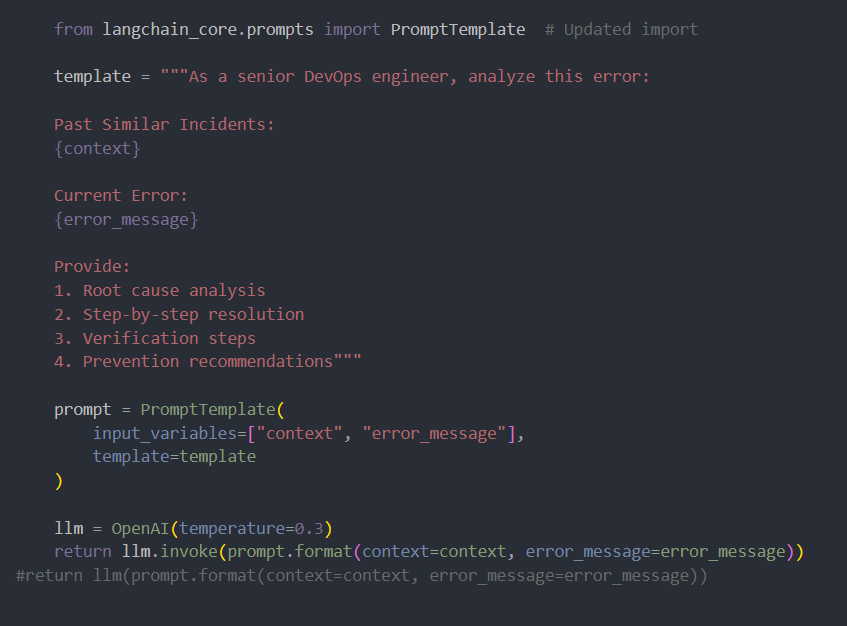 from langchain_core.prompts import PromptTemplate  # Updated import
template = """As a senior DevOps engineer, analyze this error:
Past Similar Incidents:
{context}
Current Error:
{error_message}
Provide:
1. Root cause analysis
2. Step-by-step resolution
3. Verification steps
4. Prevention recommendations"""
prompt = PromptTemplate(
    input_variables=["context", "error_message"],
    template=template
)
llm = OpenAI(temperature=0.3)
return llm.invoke(prompt.format(context=context, error_message=error_message))
#return llm(prompt.format(context=context, error_message=error_message))